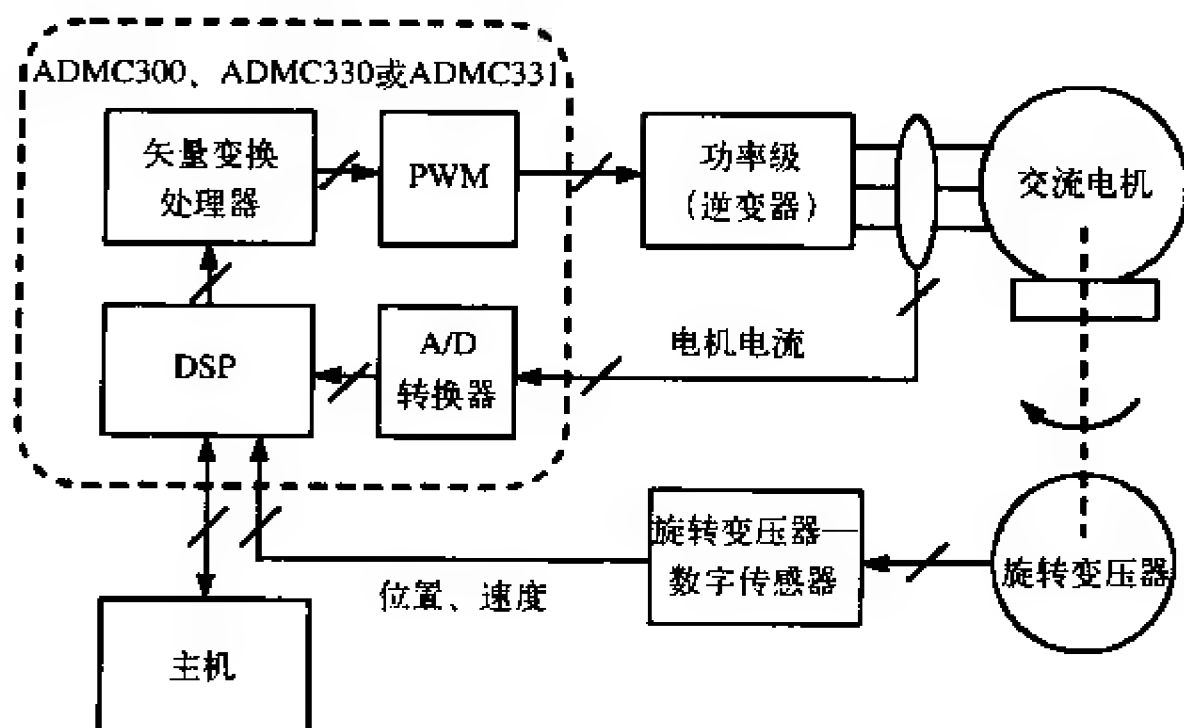 ADMC300、ADMC330或ADMC331
矢量变换
处理器
PWM
功率级
(逆变器)
交流电机
DSP
A/D
转换器
电机电流
旋转变压器—
数字传感器
旋转变压器
位置、速度
主机